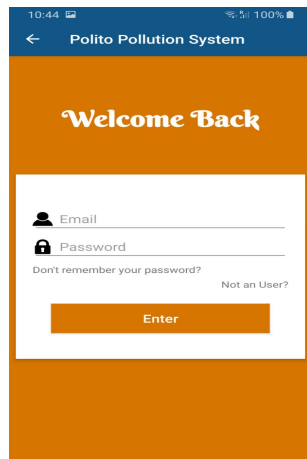 10:44 100%
Polito Pollution System
Welcome Back
Email
Password
Don't remember your password?
Not an User?
Enter